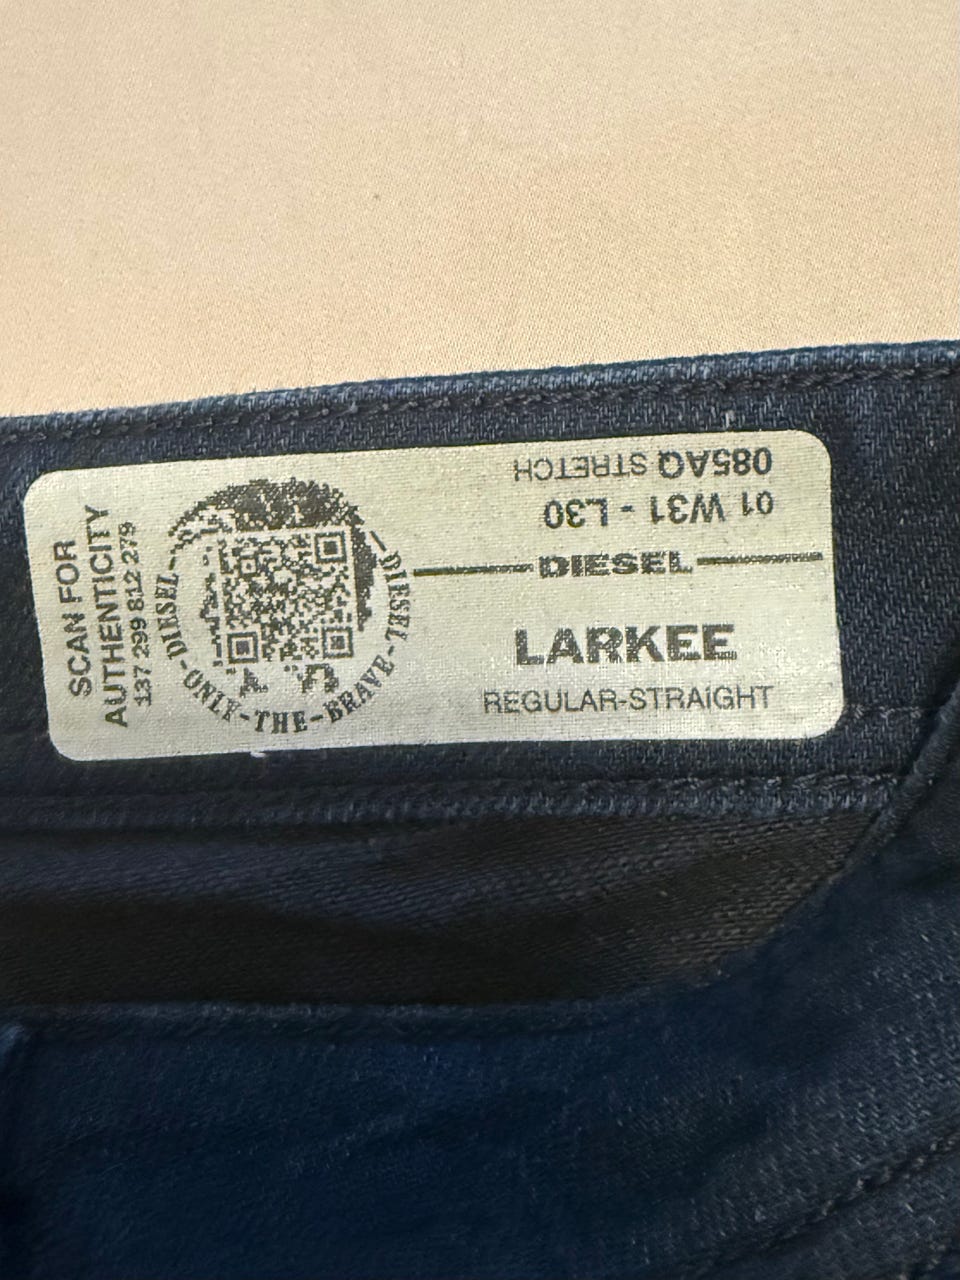 SCAN FOR
AUTHENTICITY
137 299 812 279
DIESEL-ONLY-THE-BRAVE-DIESEL
085AQ STRETCH
01 W31 - L30
DIESEL
LARKEE
REGULAR-STRAIGHT